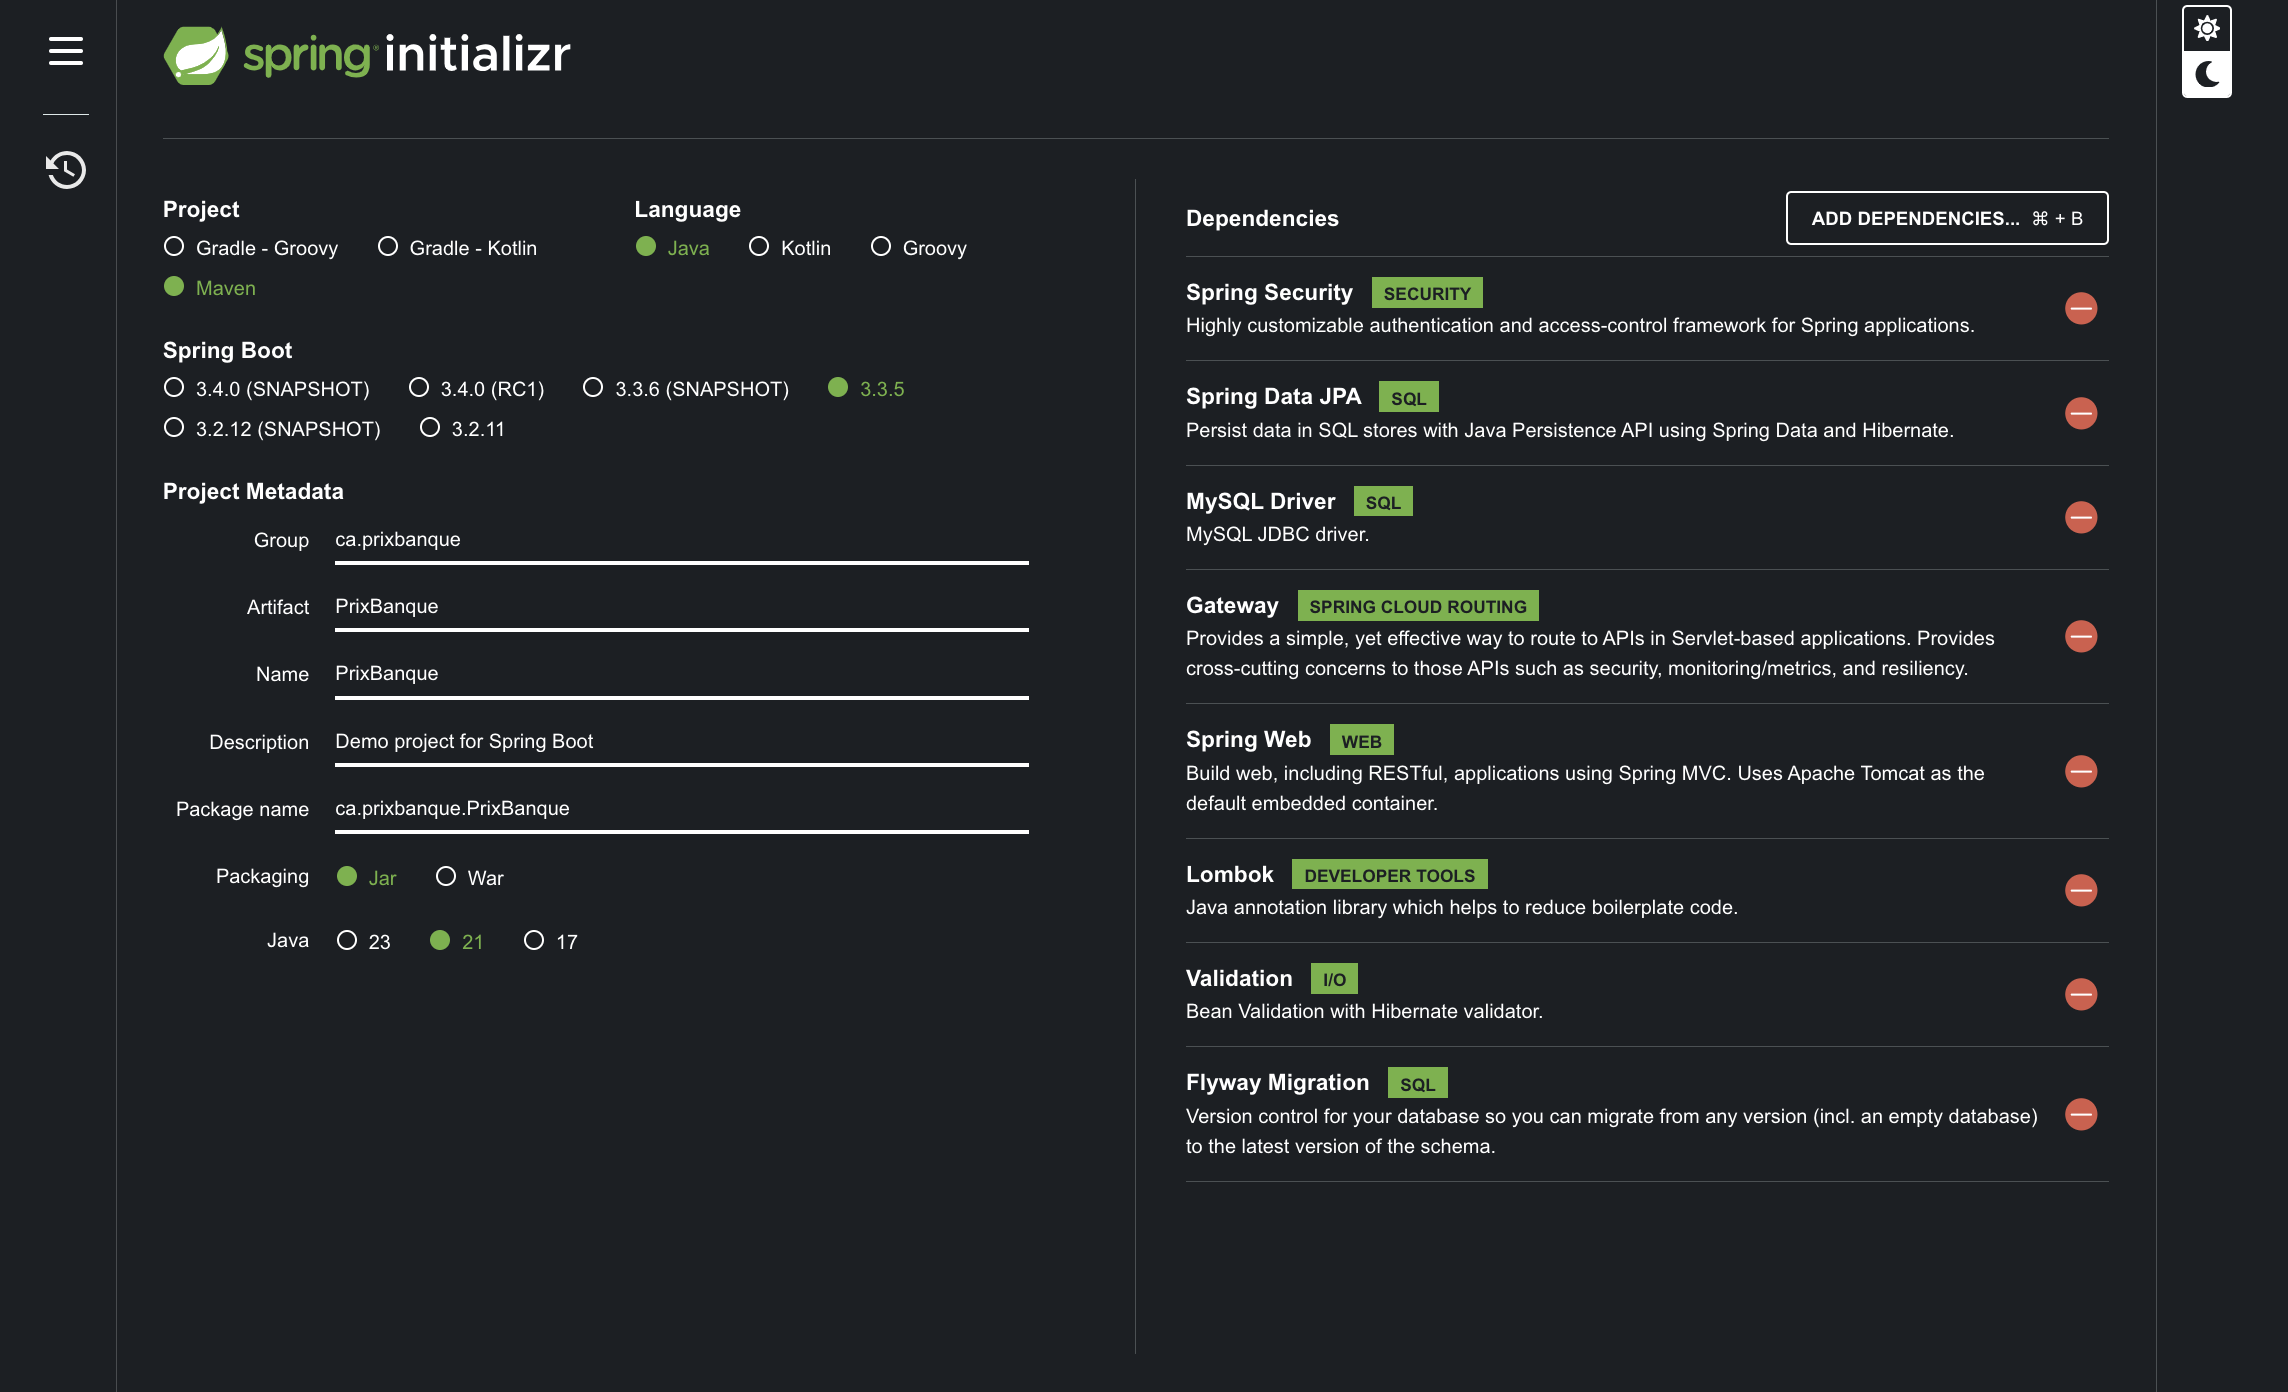 spring initializr
Project
Gradle - Groovy Gradle - Kotlin
Maven
Language
Java Kotlin Groovy
Spring Boot
3.4.0 (SNAPSHOT) 3.4.0 (RC1) 3.3.6 (SNAPSHOT) 3.3.5
3.2.12 (SNAPSHOT) 3.2.11
Project Metadata
Group ca.prixbanque
Artifact PrixBanque
Name PrixBanque
Description Demo project for Spring Boot
Package name ca.prixbanque.PrixBanque
Packaging Jar War
Java 23 21 17
Dependencies ADD DEPENDENCIES... ⌘ + B
Spring Security SECURITY
Highly customizable authentication and access-control framework for Spring applications.
Spring Data JPA SQL
Persist data in SQL stores with Java Persistence API using Spring Data and Hibernate.
MySQL Driver SQL
MySQL JDBC driver.
Gateway SPRING CLOUD ROUTING
Provides a simple, yet effective way to route to APIs in Servlet-based applications. Provides
cross-cutting concerns to those APIs such as security, monitoring/metrics, and resiliency.
Spring Web WEB
Build web, including RESTful, applications using Spring MVC. Uses Apache Tomcat as the
default embedded container.
Lombok DEVELOPER TOOLS
Java annotation library which helps to reduce boilerplate code.
Validation I/O
Bean Validation with Hibernate validator.
Flyway Migration SQL
Version control for your database so you can migrate from any version (incl. an empty database)
to the latest version of the schema.